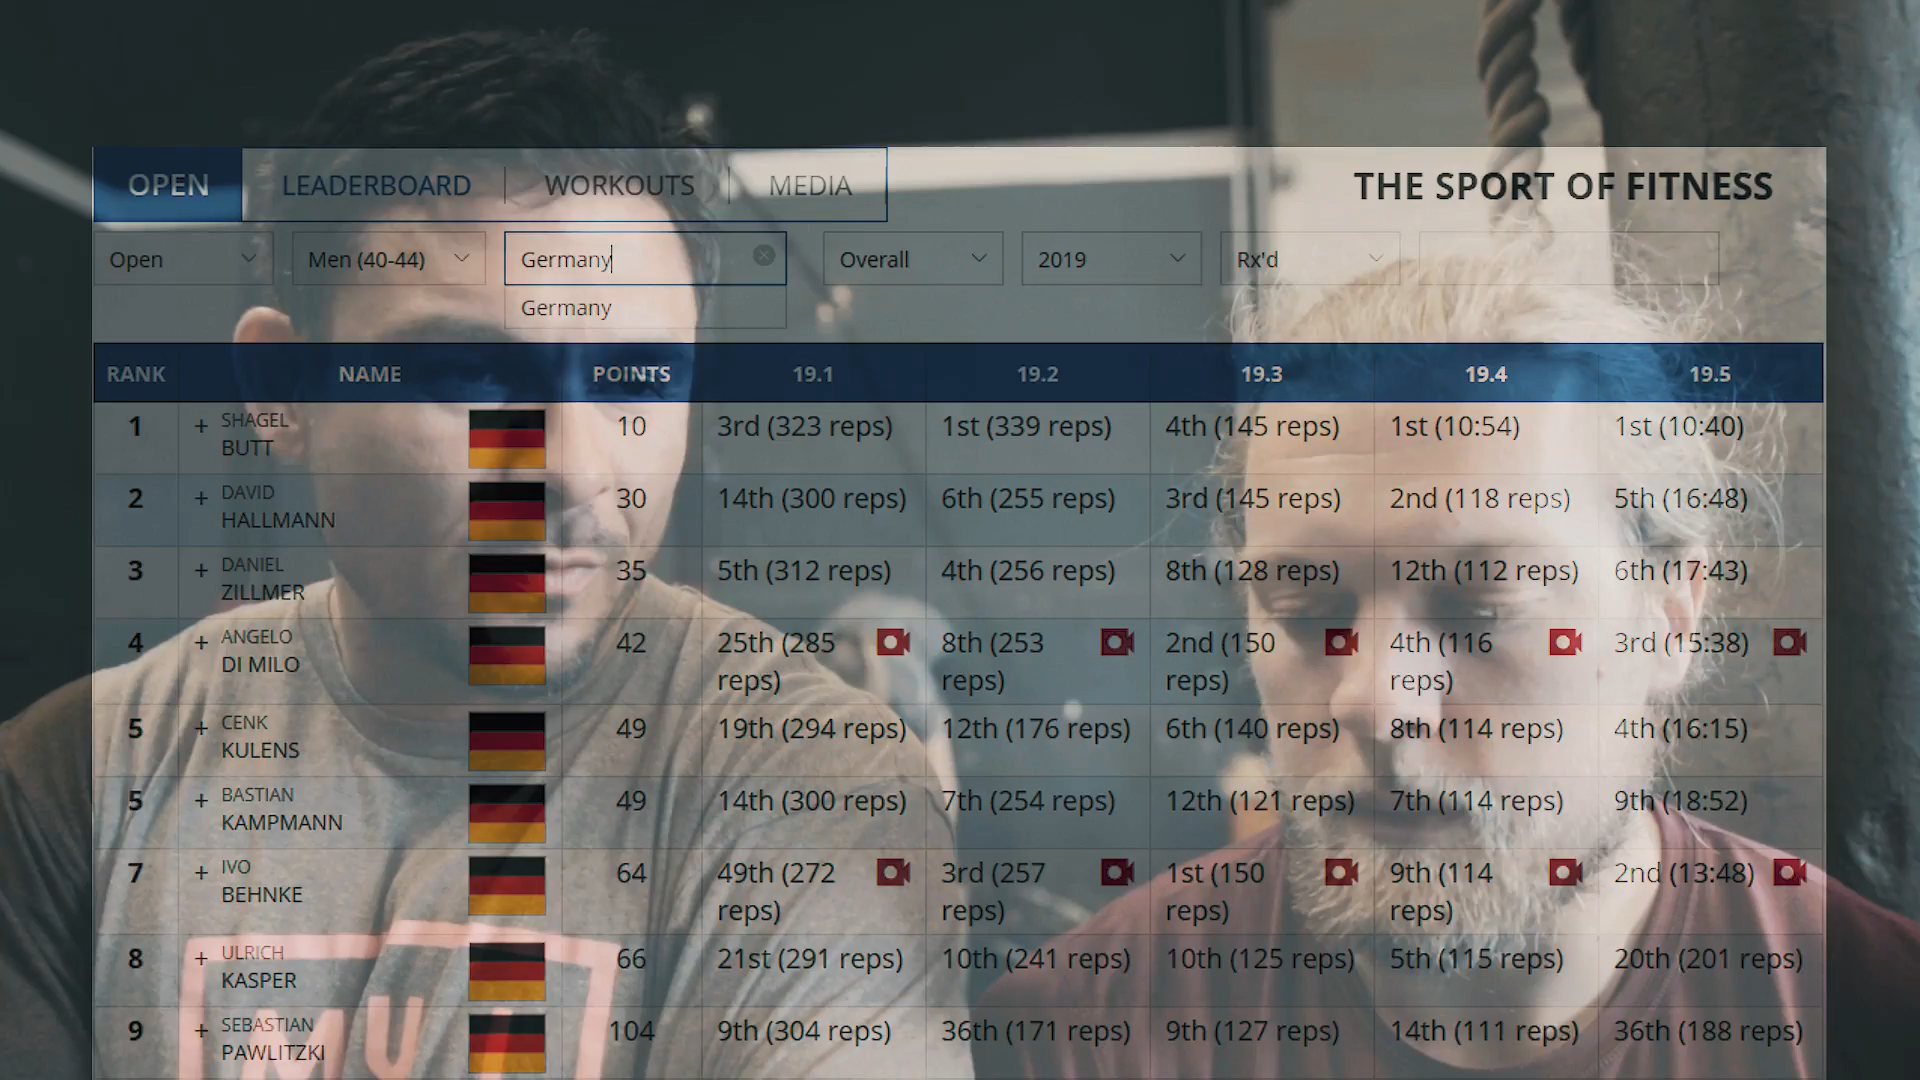 OPEN LEADERBOARD WORKOUTS MEDIA THE SPORT OF FITNESS
Open Men (40-44) Germany Overall 2019 Rx'd
Germany
RANK NAME POINTS 19.1 19.2 19.3 19.4 19.5
1 + SHAGEL BUTT 10 3rd (323 reps) 1st (339 reps) 4th (145 reps) 1st (10:54) 1st (10:40)
2 + DAVID HALLMANN 30 14th (300 reps) 6th (255 reps) 3rd (145 reps) 2nd (118 reps) 5th (16:48)
3 + DANIEL ZILLMER 35 5th (312 reps) 4th (256 reps) 8th (128 reps) 12th (112 reps) 6th (17:43)
4 + ANGELO DI MILO 42 25th (285 reps) 8th (253 reps) 2nd (150 reps) 4th (116 reps) 3rd (15:38)
5 + CENK KULENS 49 19th (294 reps) 12th (176 reps) 6th (140 reps) 8th (114 reps) 4th (16:15)
5 + BASTIAN KAMPMANN 49 14th (300 reps) 7th (254 reps) 12th (121 reps) 7th (114 reps) 9th (18:52)
7 + IVO BEHNKE 64 49th (272 reps) 3rd (257 reps) 1st (150 reps) 9th (114 reps) 2nd (13:48)
8 + ULRICH KASPER 66 21st (291 reps) 10th (241 reps) 10th (125 reps) 5th (115 reps) 20th (201 reps)
9 + SEBASTIAN PAWLITZKI 104 9th (304 reps) 36th (171 reps) 9th (127 reps) 14th (111 reps) 36th (188 reps)